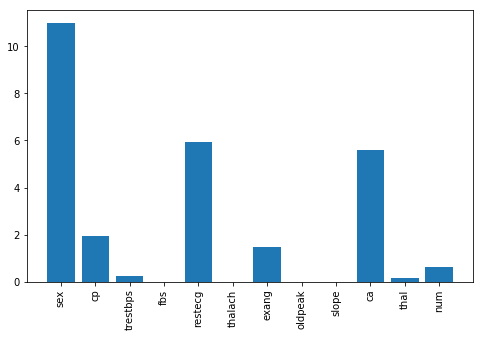 10
8
6
4
2
0
sex
cp
trestbps
fbs
restecg
thalach
exang
oldpeak
slope
ca
thal
num